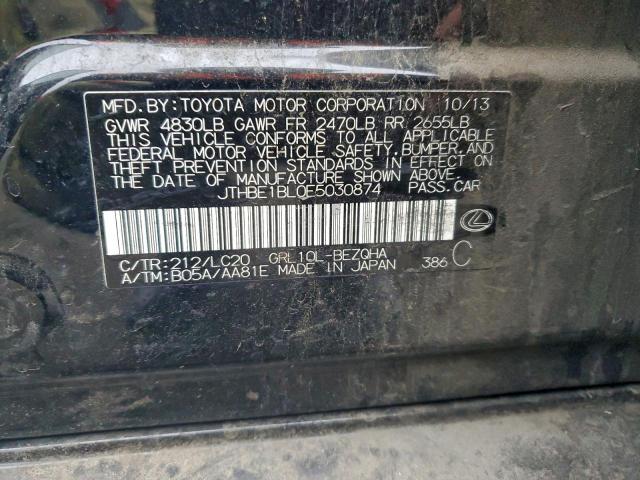 MFD. BY: TOYOTA MOTOR CORPORATION 10/13
GVWR 4830LB GAWR FR 2470LB RR 2655LB
THIS VEHICLE CONFORMS TO ALL APPLICABLE
FEDERAL MOTOR VEHICLE SAFETY, BUMPER, AND
THEFT PREVENTION STANDARDS IN EFFECT ON
THE DATE OF MANUFACTURE SHOWN ABOVE.
JTHBE1BL0E5030874 PASS. CAR
C/TR: 212/LC20 GRL10L-BEZQHA
A/TM: B05A/AA81E MADE IN JAPAN 386 C